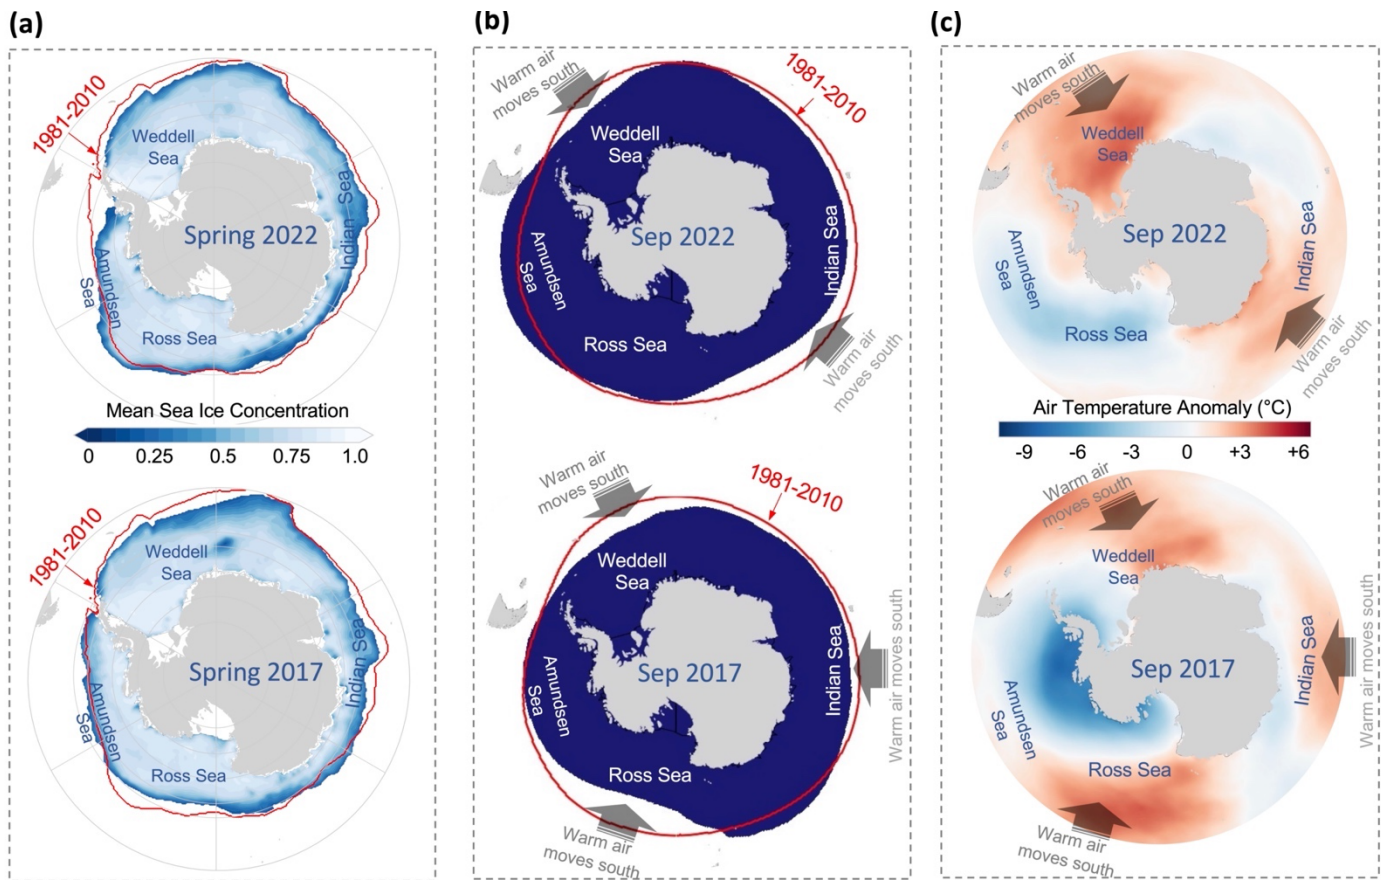 (a)
1981-2010
Weddell
Sea
Spring 2022
Indian Sea
Amundsen
Sea
Ross Sea
Mean Sea Ice Concentration
0 0.25 0.50 0.75 1.0
1981-2010
Weddell
Sea
Spring 2017
Indian Sea
Amundsen
Sea
Ross Sea
(b)
Warm air
moves south
1981-2010
Weddell
Sea
Sep 2022
Indian Sea
Amundsen
Sea
Ross Sea
Warm air
moves south
Warm air
moves south
1981-2010
Weddell
Sea
Sep 2017
Indian Sea
Warm air moves south
Amundsen
Sea
Ross Sea
Warm air
moves south
(c)
Warm air
moves south
Weddell
Sea
Sep 2022
Indian Sea
Amundsen
Sea
Ross Sea
Warm air
moves south
Air Temperature Anomaly (°C)
-9 -6 -3 0 +3 +6
Warm air
moves south
Weddell
Sea
Sep 2017
Indian Sea
Warm air moves south
Amundsen
Sea
Ross Sea
Warm air
moves south